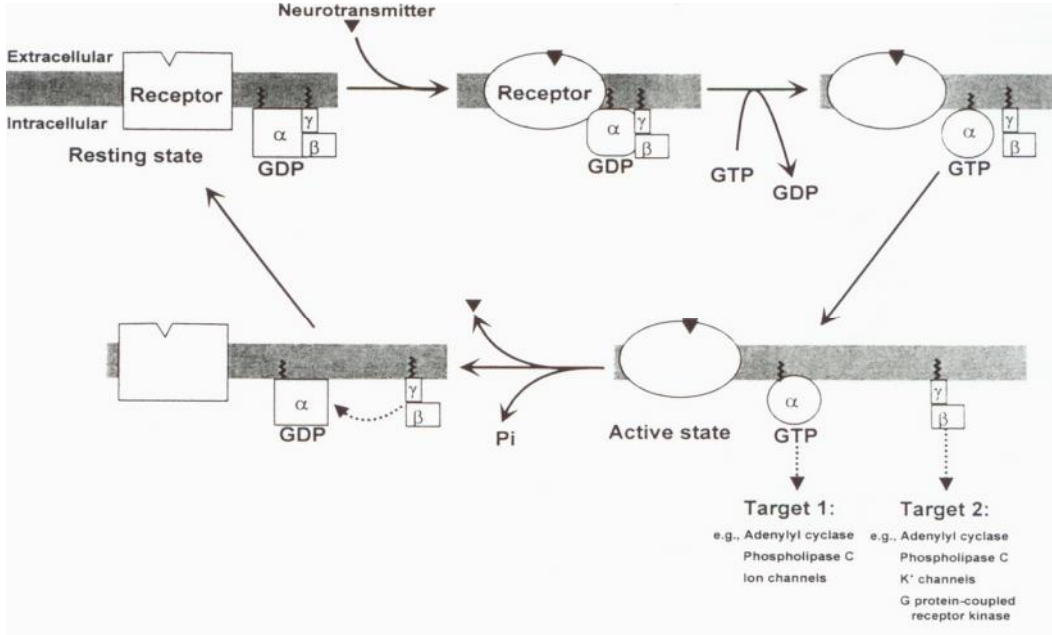 Neurotransmitter
Extracellular
Receptor
Intracellular
α
γ
β
GDP
Resting state
Receptor
α
γ
β
GDP
GTP
GDP
α
γ
β
GTP
α
GDP
γ
β
Pi
Active state
α
GTP
γ
β
Target 1:
e.g., Adenylyl cyclase
Phospholipase C
Ion channels
Target 2:
e.g., Adenylyl cyclase
Phospholipase C
K⁺ channels
G protein-coupled
receptor kinase